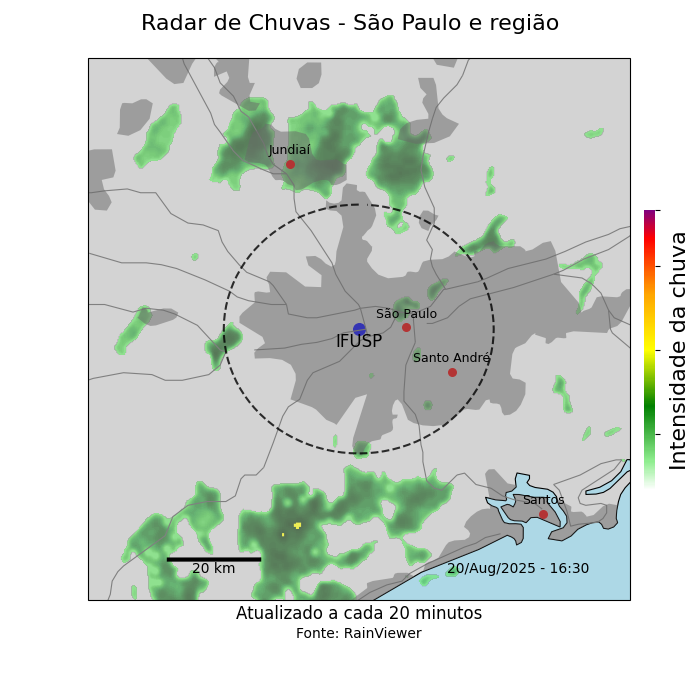 Radar de Chuvas - São Paulo e região
Jundiaí
São Paulo
IFUSP
Santo André
Santos
20 km
20/Aug/2025 - 16:30
Intensidade da chuva
Atualizado a cada 20 minutos
Fonte: RainViewer